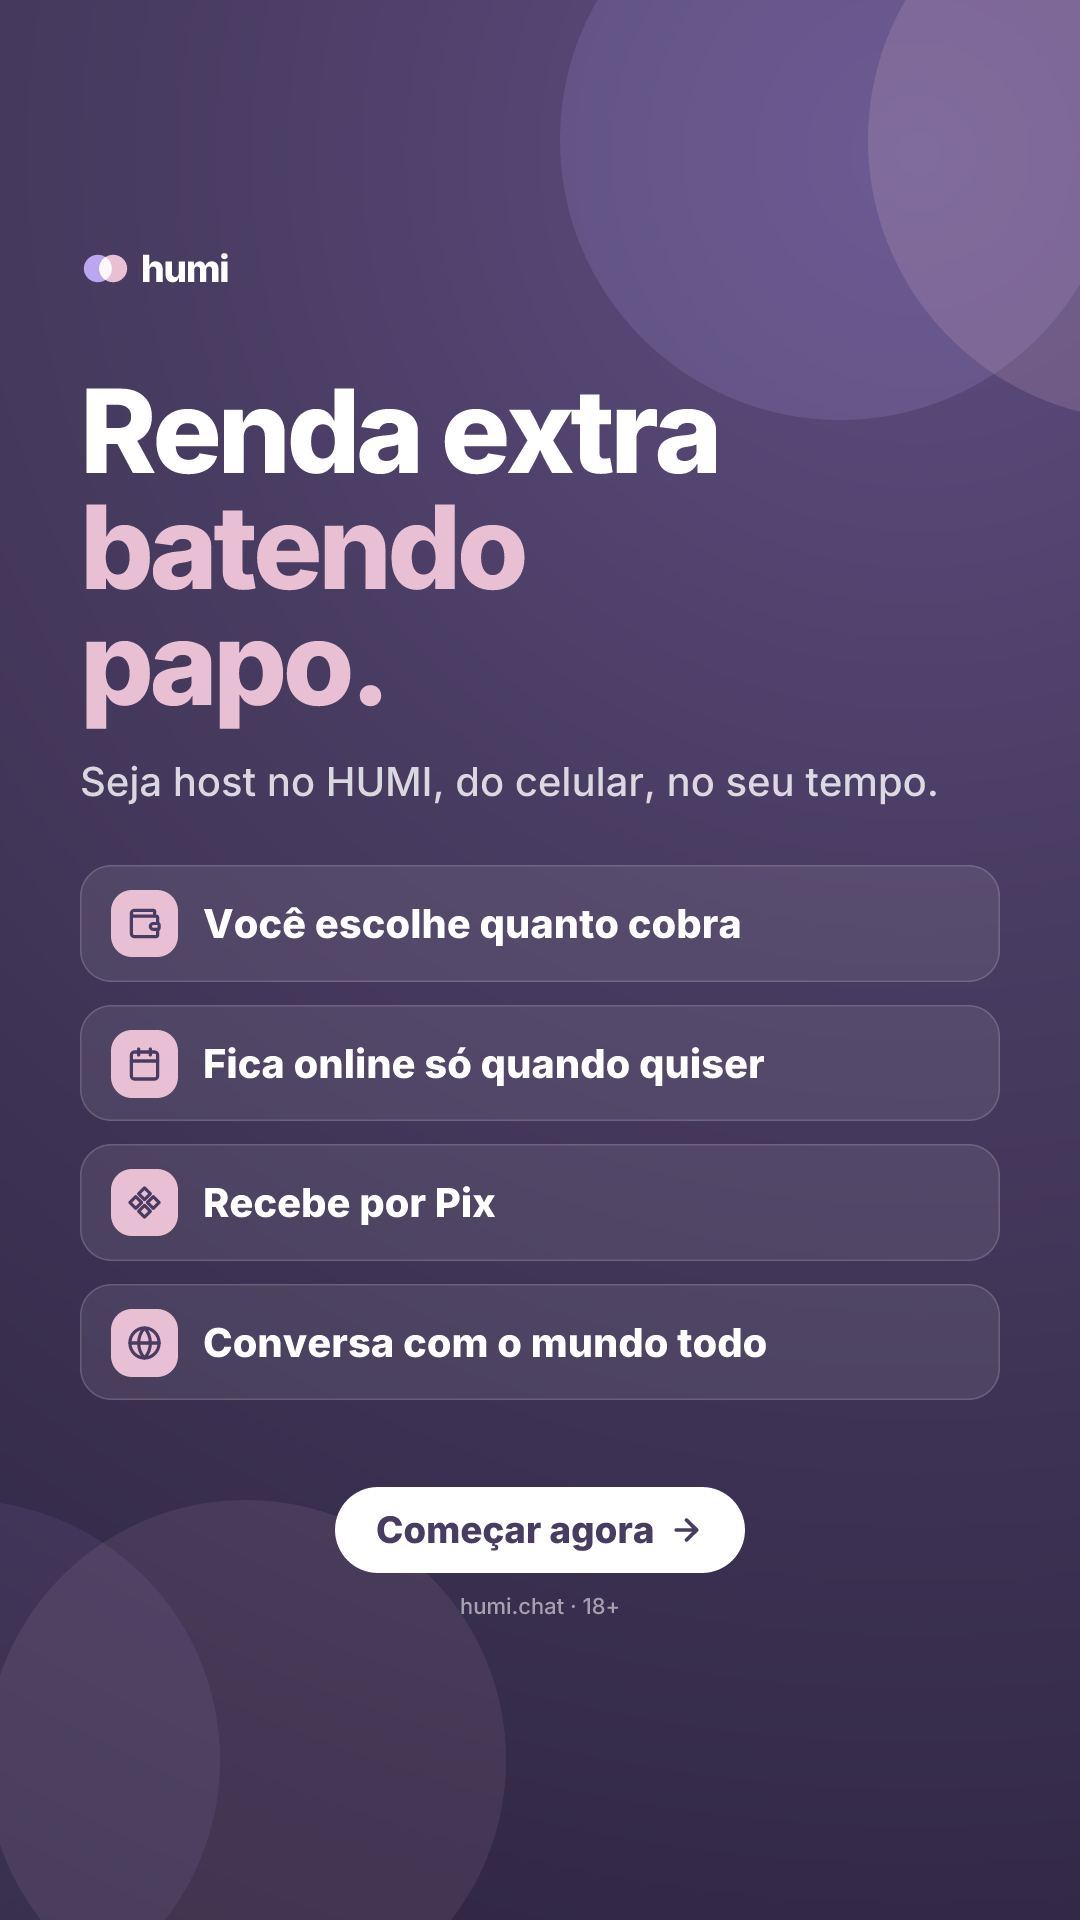 humi
Renda extra
batendo
papo.
Seja host no HUMI, do celular, no seu tempo.
Você escolhe quanto cobra
Fica online só quando quiser
Recebe por Pix
Conversa com o mundo todo
Começar agora →
humi.chat · 18+